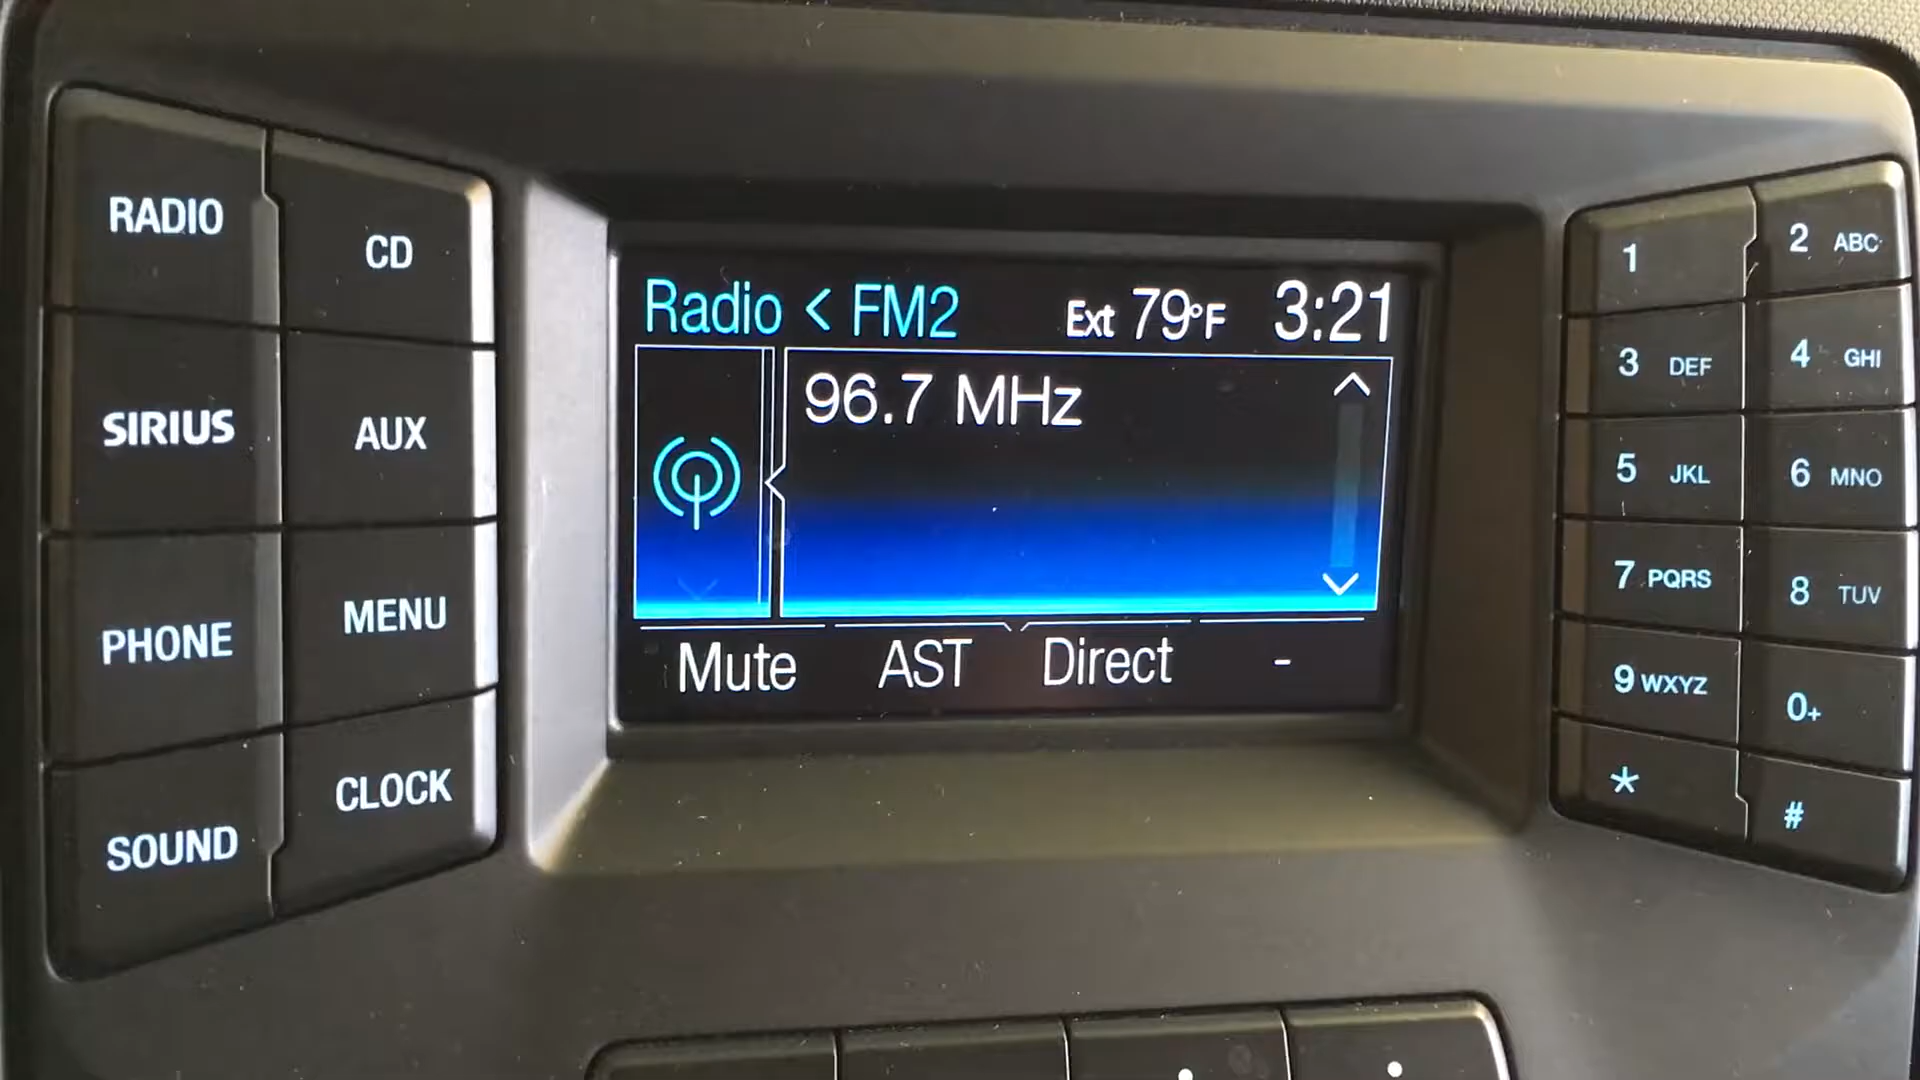 RADIO
CD
SIRIUS
AUX
PHONE
MENU
SOUND
CLOCK
Radio < FM2 Ext 79°F 3:21
96.7 MHz
Mute AST Direct -
1
2 ABC
3 DEF
4 GHI
5 JKL
6 MNO
7 PQRS
8 TUV
9 WXYZ
0+
*
#